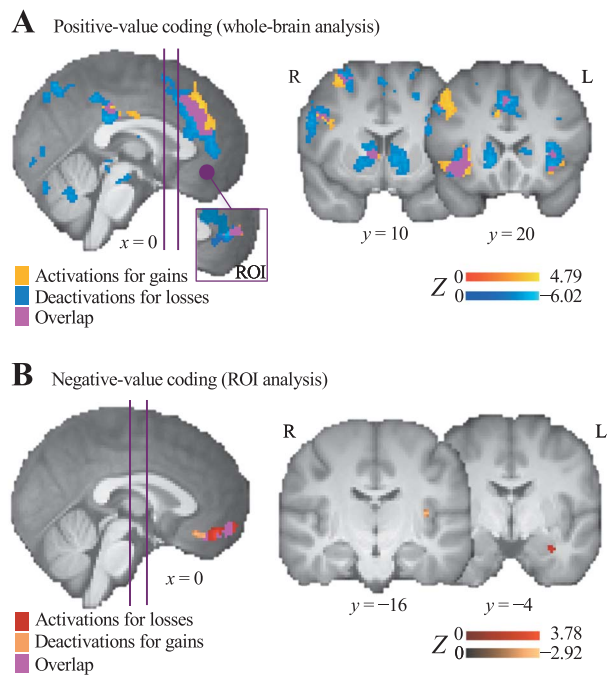 A Positive-value coding (whole-brain analysis)
R L
x = 0
ROI
y = 10 y = 20
Activations for gains
Deactivations for losses
Overlap
Z 0 4.79
0 −6.02
B Negative-value coding (ROI analysis)
R L
x = 0
y = −16 y = −4
Activations for losses
Deactivations for gains
Overlap
Z 0 3.78
0 −2.92